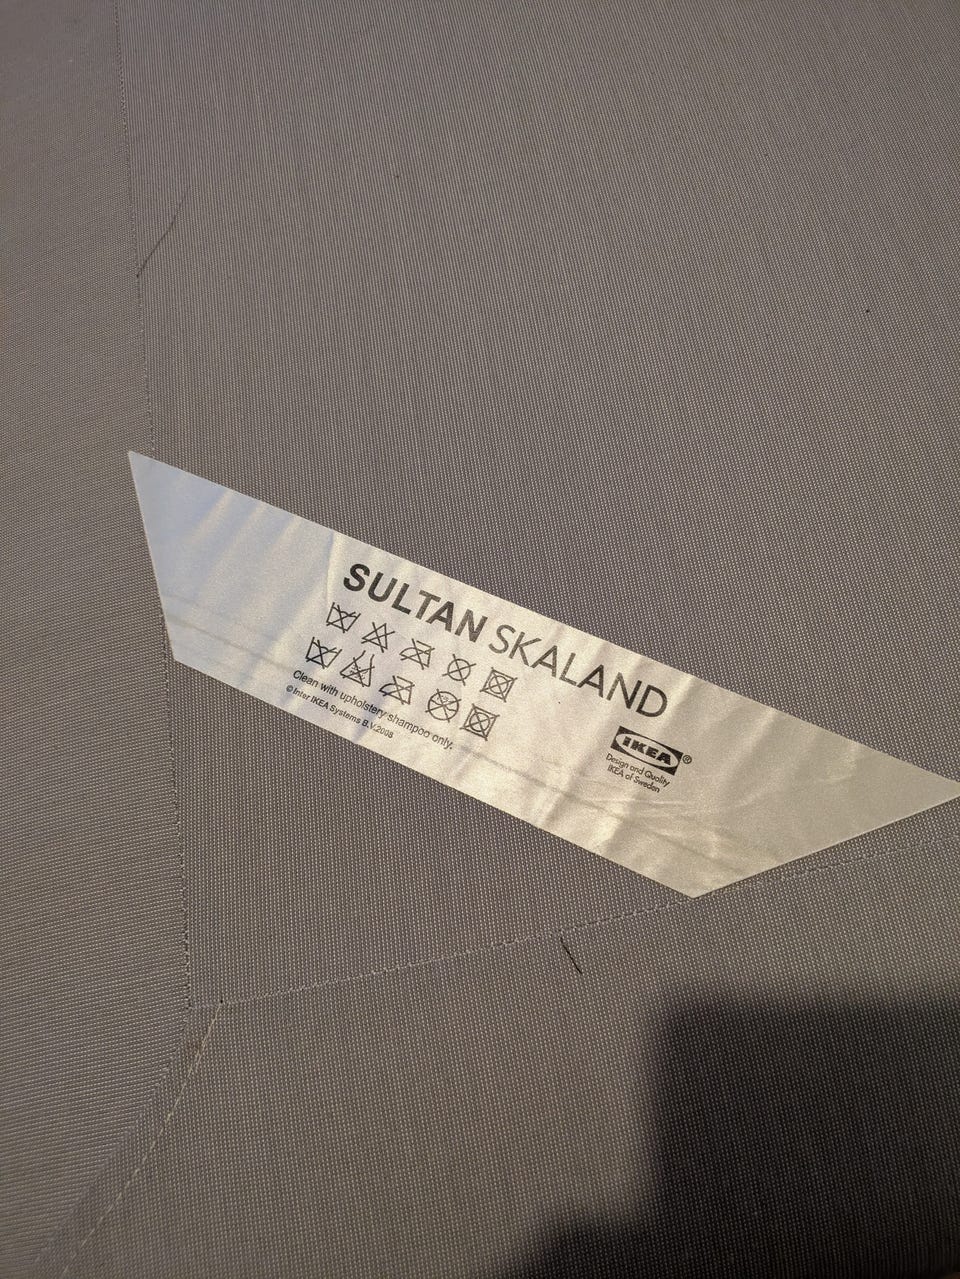 SULTAN SKALAND
Clean with upholstery shampoo only.
©Inter IKEA Systems B.V.2008
IKEA®
Design and Quality
IKEA of Sweden